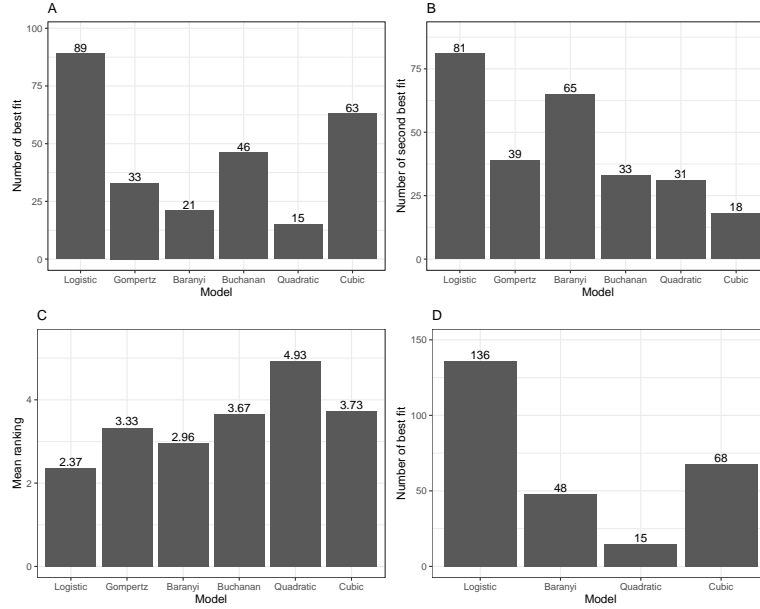 A
Number of best fit
100
75
50
25
0
89
33
21
46
15
63
Logistic Gompertz Baranyi Buchanan Quadratic Cubic
Model
B
Number of second best fit
75
50
25
0
81
39
65
33
31
18
Logistic Gompertz Baranyi Buchanan Quadratic Cubic
Model
C
Mean ranking
4
2
0
2.37
3.33
2.96
3.67
4.93
3.73
Logistic Gompertz Baranyi Buchanan Quadratic Cubic
Model
D
Number of best fit
150
100
50
0
136
48
15
68
Logistic Baranyi Quadratic Cubic
Model